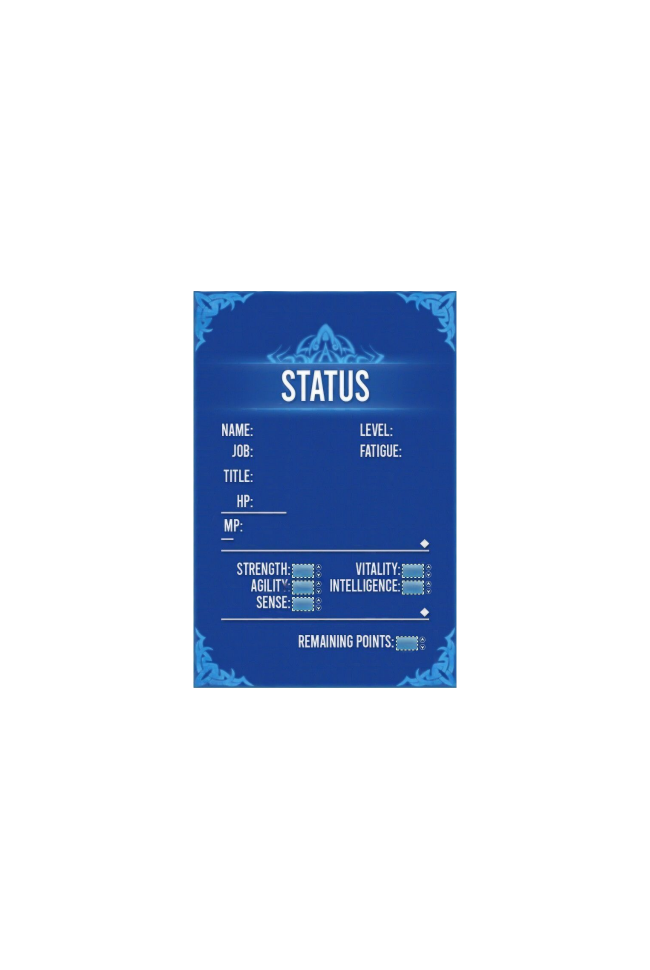 STATUS
NAME: LEVEL:
JOB: FATIGUE:
TITLE:
HP:
MP:
STRENGTH: VITALITY:
AGILITY: INTELLIGENCE:
SENSE:
REMAINING POINTS: